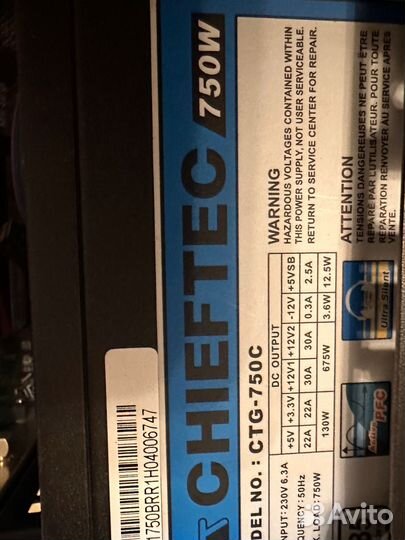 CHIEFTEC 750W
DEL NO. : CTG-750C
DC OUTPUT
+5V +3.3V +12V1 +12V2 -12V +5VSB
22A 22A 30A 30A 0.3A 2.5A
130W 675W 3.6W 12.5W
INPUT: 230V 6.3A
QUENCY: 50Hz
X. LOAD: 750W
WARNING
HAZARDOUS VOLTAGES CONTAINED WITHIN
THIS POWER SUPPLY, NOT USER SERVICEABLE.
RETURN TO SERVICE CENTER FOR REPAIR.
ATTENTION
TENSIONS DANGEREUSES NE PEUT ÊTRE
RÉPARÉ PAR L'UTILISATEUR. POUR TOUTE
RÉPARATION RENVOYER AU SERVICE APRÈS
VENTE.
Ultra Silent
Active PFC
1750BRR1H04006747
Avito